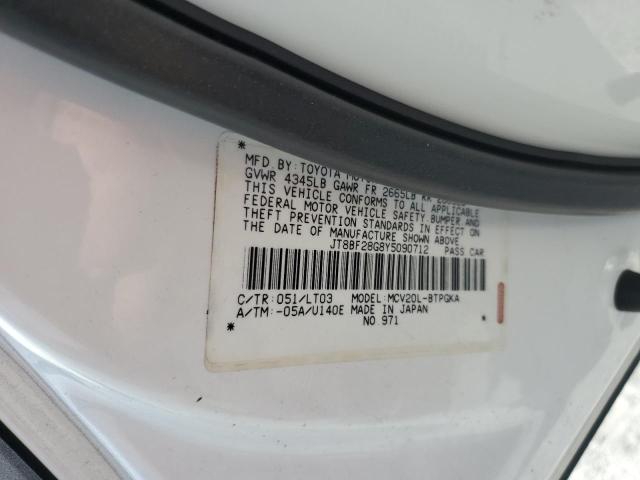 *
MFD. BY: TOYOTA
GVWR 4345LB GAWR FR 2665LB RR
THIS VEHICLE CONFORMS TO ALL APPLICABLE
FEDERAL MOTOR VEHICLE SAFETY, BUMPER AND
THEFT PREVENTION STANDARDS IN EFFECT ON
THE DATE OF MANUFACTURE SHOWN ABOVE.
JT8BF28G8Y5090712 PASS CAR
C/TR: 051/LT03 MODEL: MCV20L-BTPGKA
A/TM: -05A/U140E MADE IN JAPAN
* NO. 971